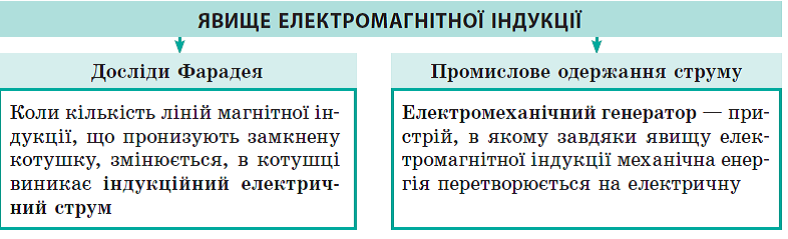 ЯВИЩЕ ЕЛЕКТРОМАГНІТНОЇ ІНДУКЦІЇ
Досліди Фарадея
Коли кількість ліній магнітної ін-
дукції, що пронизують замкнену
котушку, змінюється, в котушці
виникає індукційний електрич-
ний струм
Промислове одержання струму
Електромеханічний генератор — при-
стрій, в якому завдяки явищу елек-
тромагнітної індукції механічна енер-
гія перетворюється на електричну